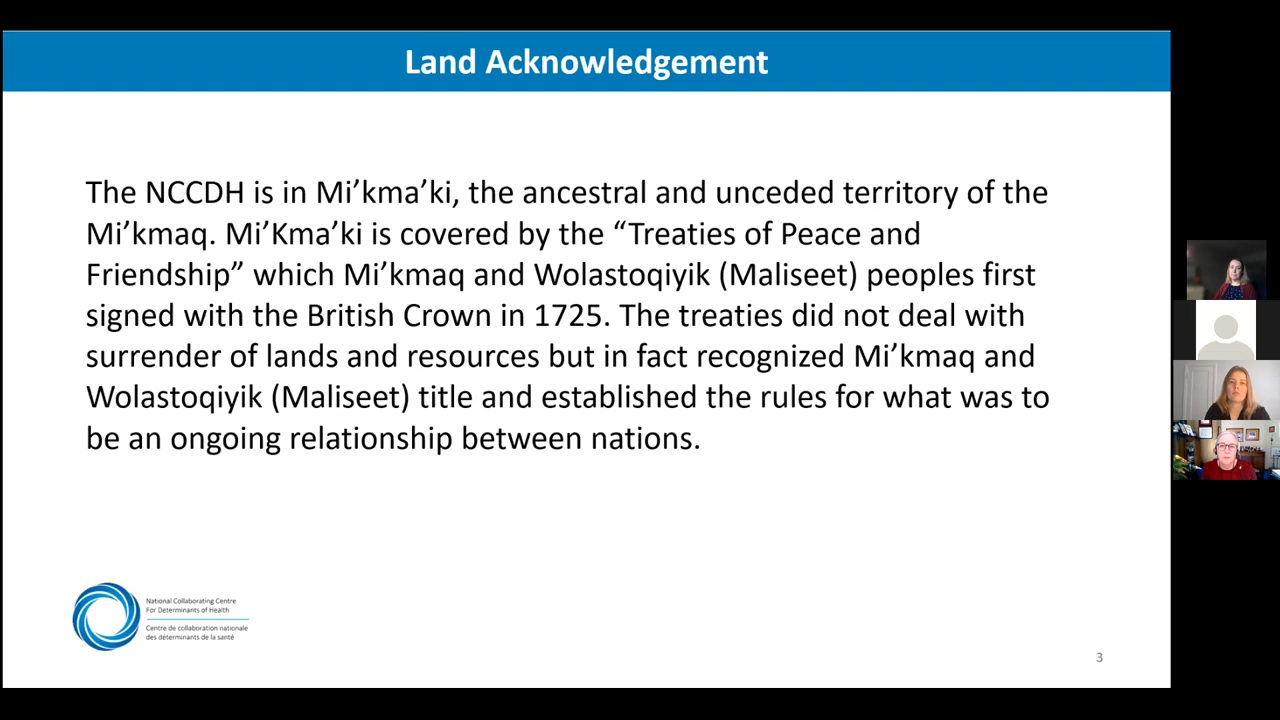 Land Acknowledgement
The NCCDH is in Mi’kma’ki, the ancestral and unceded territory of the
Mi’kmaq. Mi’Kma’ki is covered by the “Treaties of Peace and
Friendship” which Mi’kmaq and Wolastoqiyik (Maliseet) peoples first
signed with the British Crown in 1725. The treaties did not deal with
surrender of lands and resources but in fact recognized Mi’kmaq and
Wolastoqiyik (Maliseet) title and established the rules for what was to
be an ongoing relationship between nations.
National Collaborating Centre
For Determinants of Health
Centre de collaboration nationale
des déterminants de la santé
3